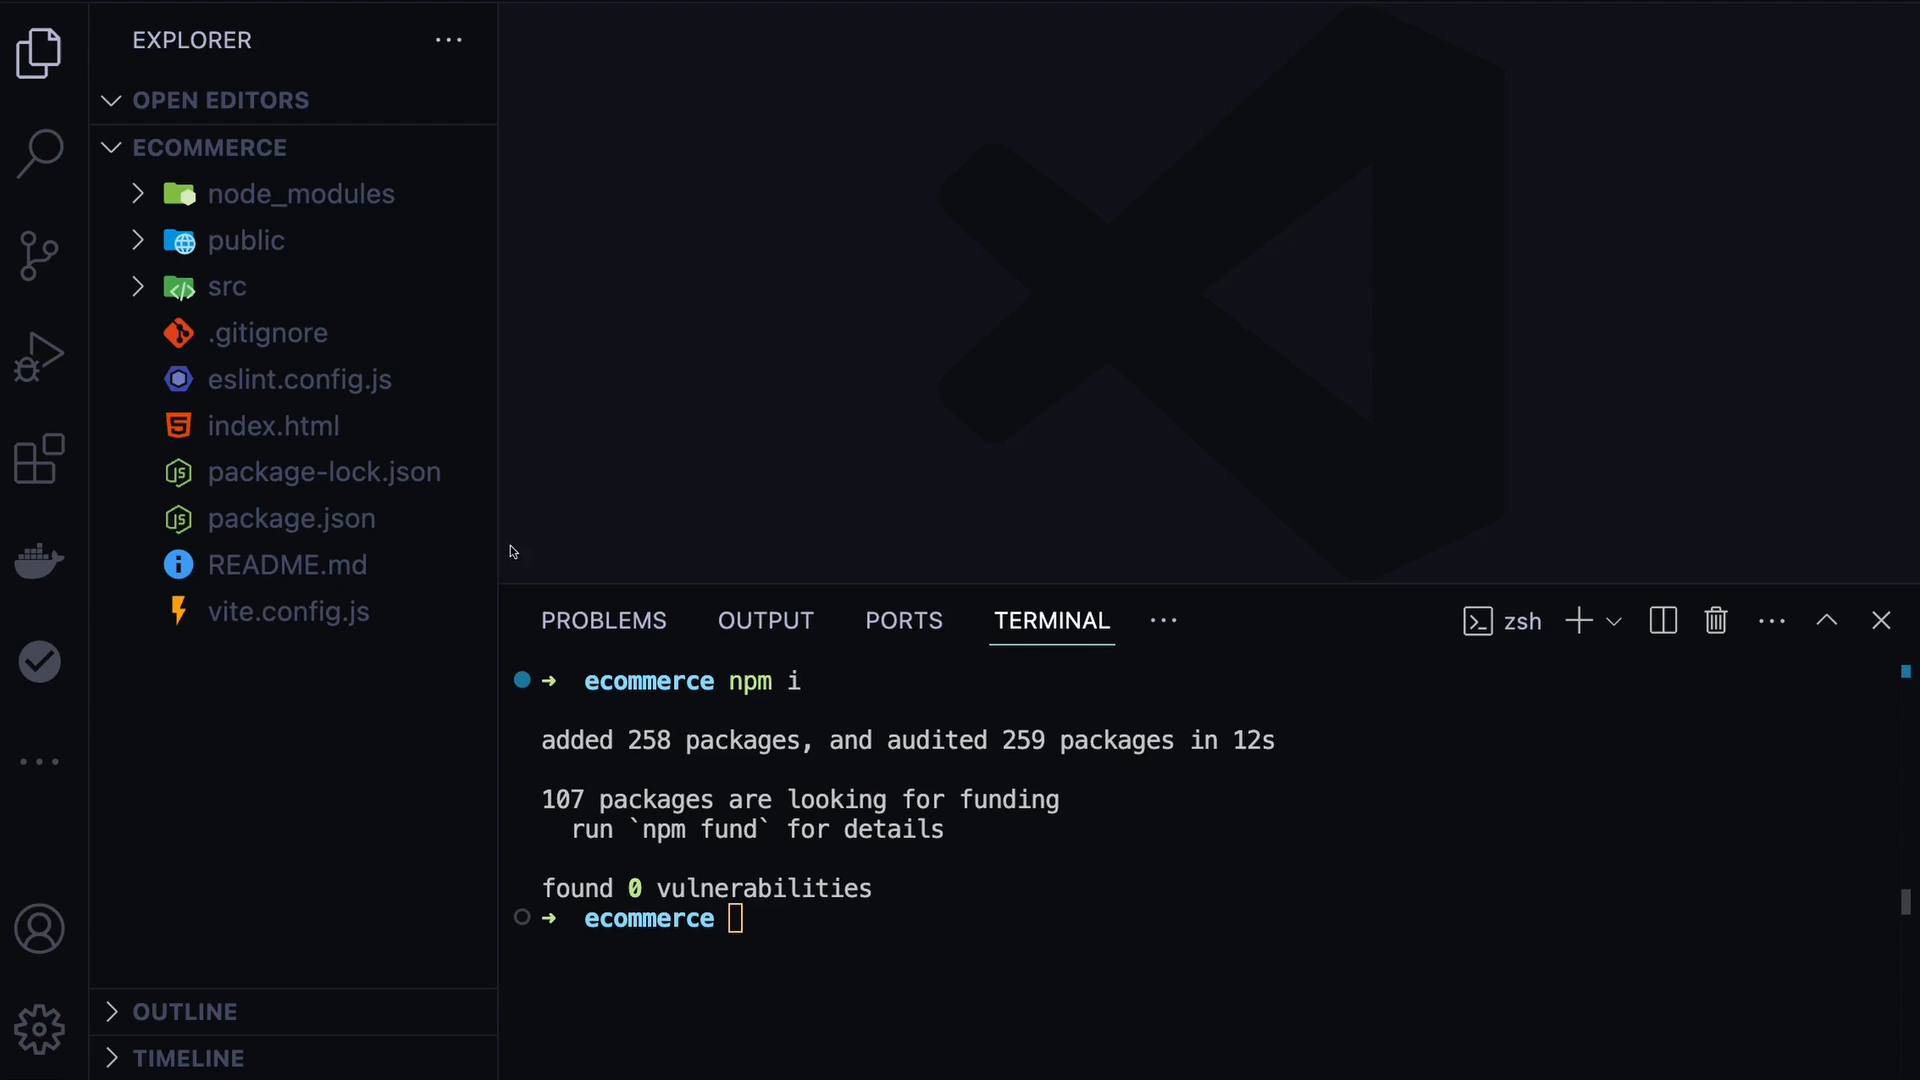 EXPLORER
OPEN EDITORS
ECOMMERCE
node_modules
public
src
.gitignore
eslint.config.js
index.html
package-lock.json
package.json
README.md
vite.config.js
OUTLINE
TIMELINE
PROBLEMS OUTPUT PORTS TERMINAL zsh
➜ ecommerce npm i
added 258 packages, and audited 259 packages in 12s
107 packages are looking for funding
run `npm fund` for details
found 0 vulnerabilities
➜ ecommerce